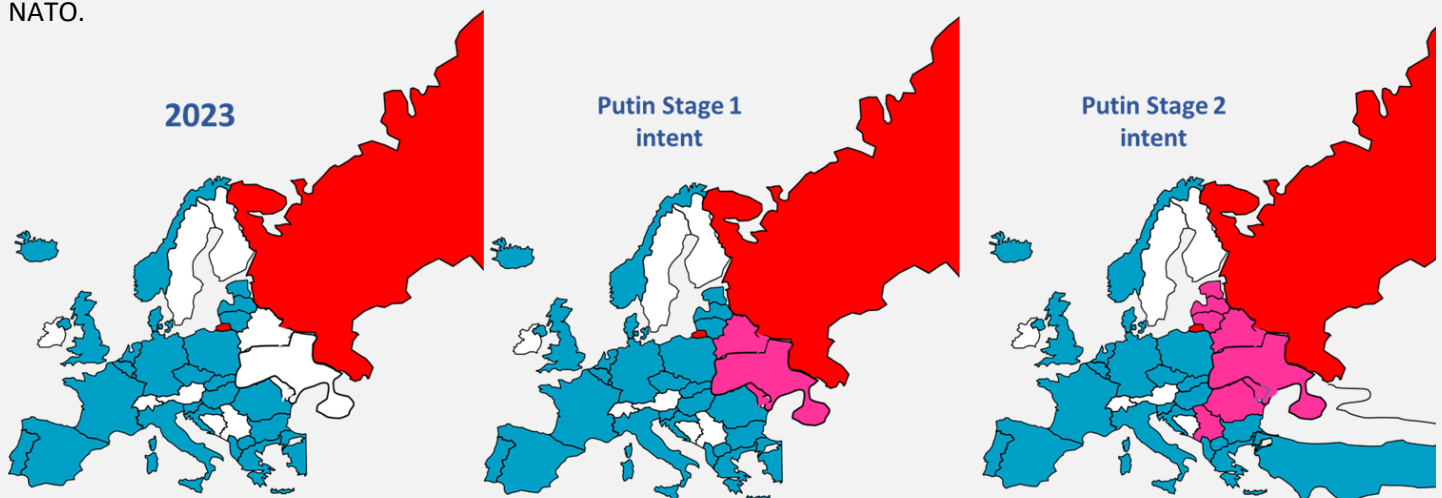 NATO.
2023
Putin Stage 1
intent
Putin Stage 2
intent